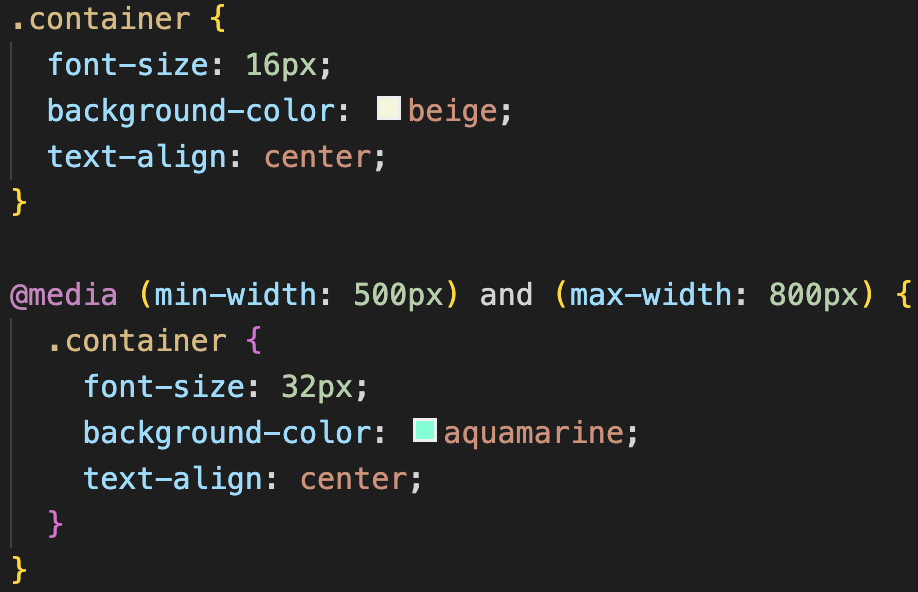 .container {
  font-size: 16px;
  background-color: beige;
  text-align: center;
}

@media (min-width: 500px) and (max-width: 800px) {
  .container {
    font-size: 32px;
    background-color: aquamarine;
    text-align: center;
  }
}